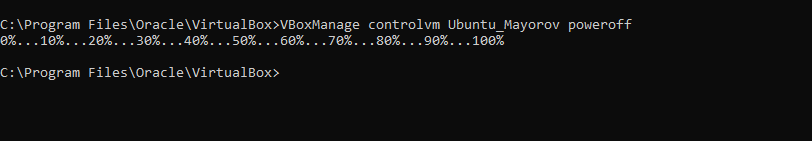 C:\Program Files\Oracle\VirtualBox>VBoxManage controlvm Ubuntu_Mayorov poweroff
0%...10%...20%...30%...40%...50%...60%...70%...80%...90%...100%
C:\Program Files\Oracle\VirtualBox>